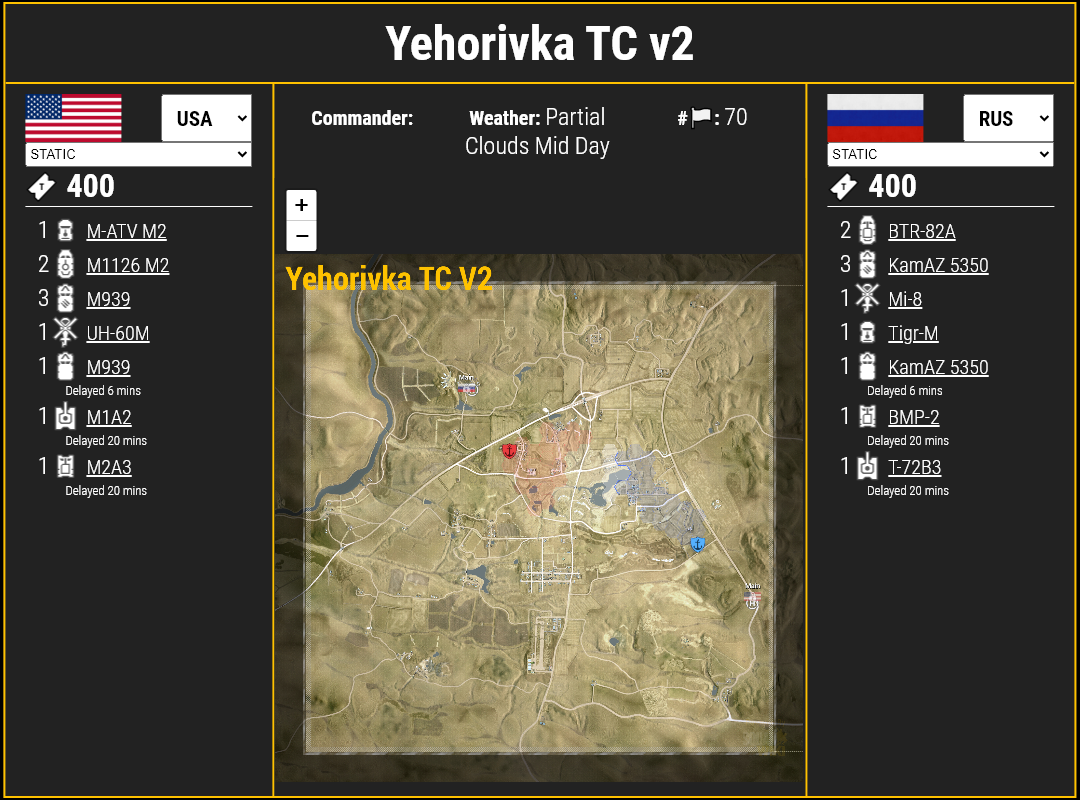 Yehorivka TC v2
USA
STATIC
400
1 M-ATV M2
2 M1126 M2
3 M939
1 UH-60M
1 M939
Delayed 6 mins
1 M1A2
Delayed 20 mins
1 M2A3
Delayed 20 mins
Commander:
Weather: Partial
Clouds Mid Day
# : 70
+
−
Yehorivka TC V2
Main
Main
RUS
STATIC
400
2 BTR-82A
3 KamAZ 5350
1 Mi-8
1 Tigr-M
1 KamAZ 5350
Delayed 6 mins
1 BMP-2
Delayed 20 mins
1 T-72B3
Delayed 20 mins